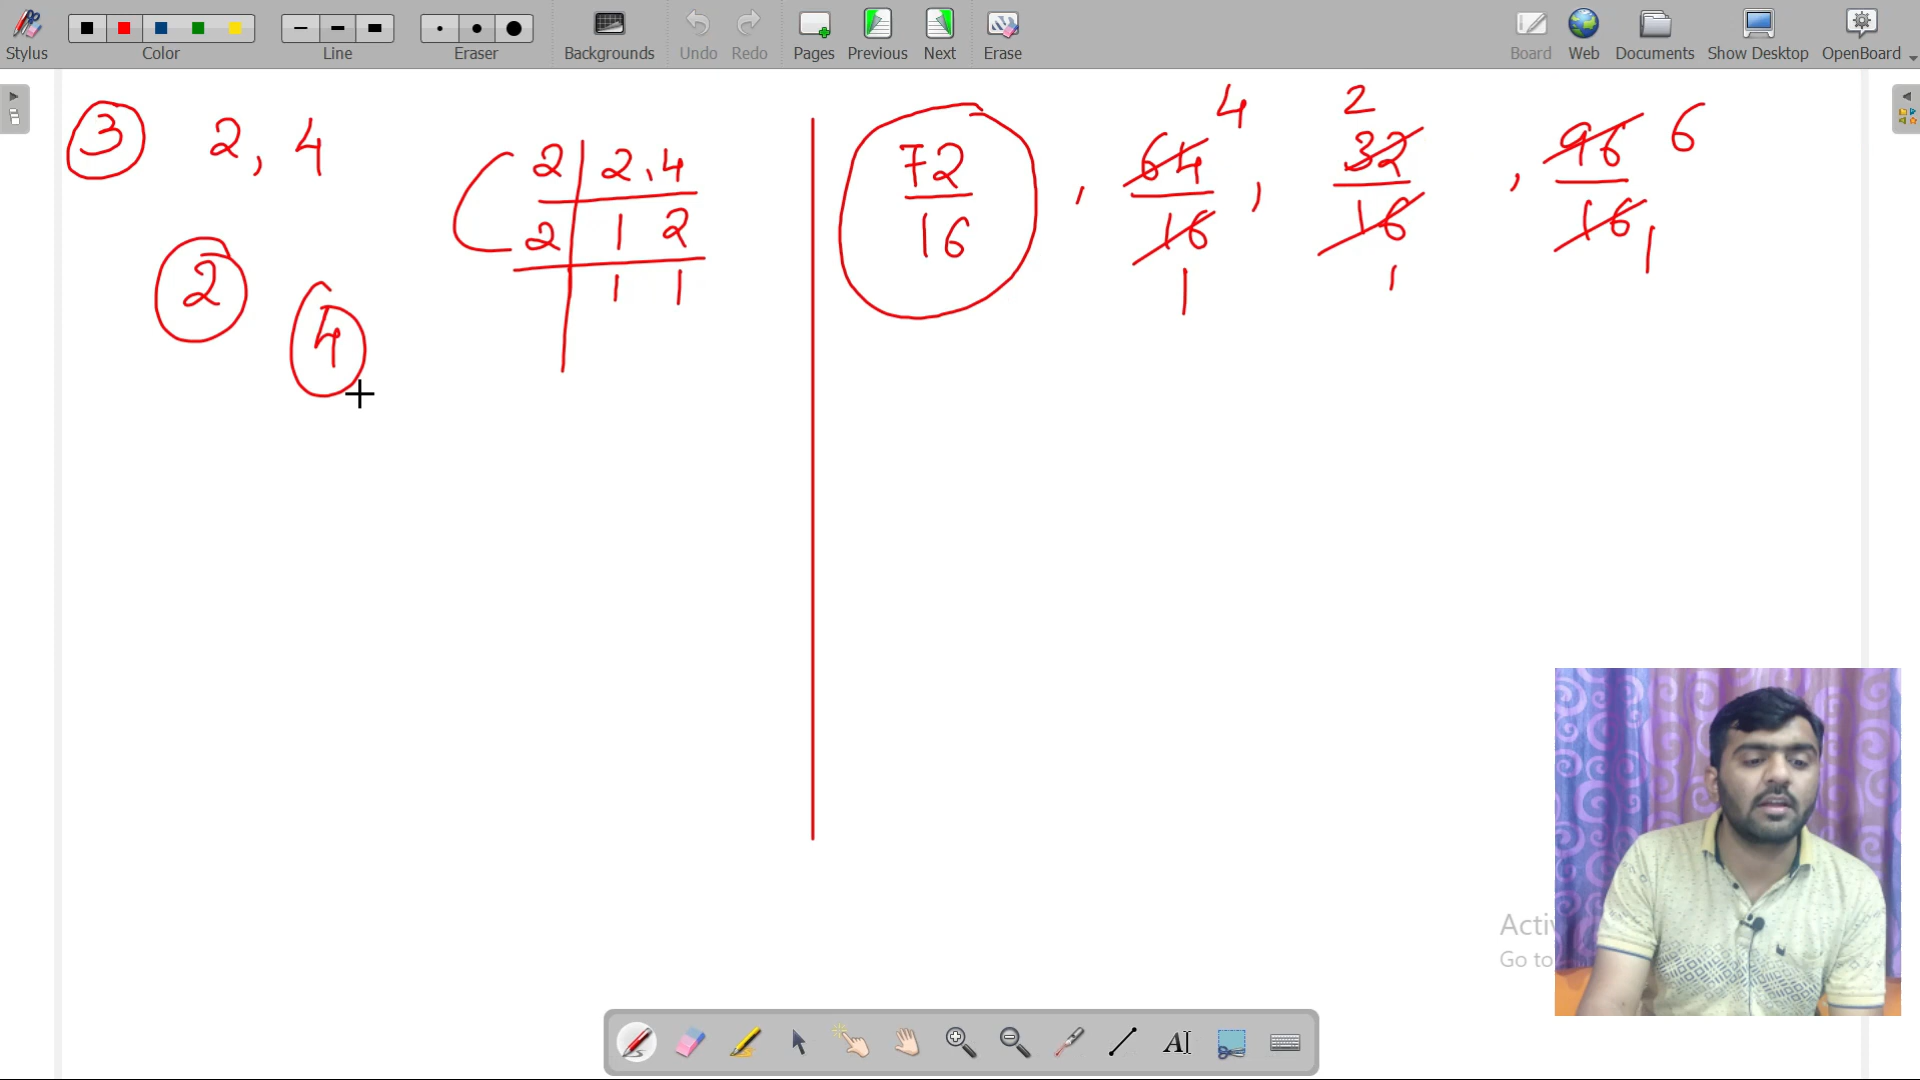 Stylus Color Line Eraser Backgrounds Undo Redo Pages Previous Next Erase Board Web Documents Show Desktop OpenBoard
3 2, 4
2 | 2, 4
2 | 1 2
1 1
2
4
72/16 , 64/16 , 32/16 , 96/16
4 2 6
1 1 1
Activ
Go to
AI